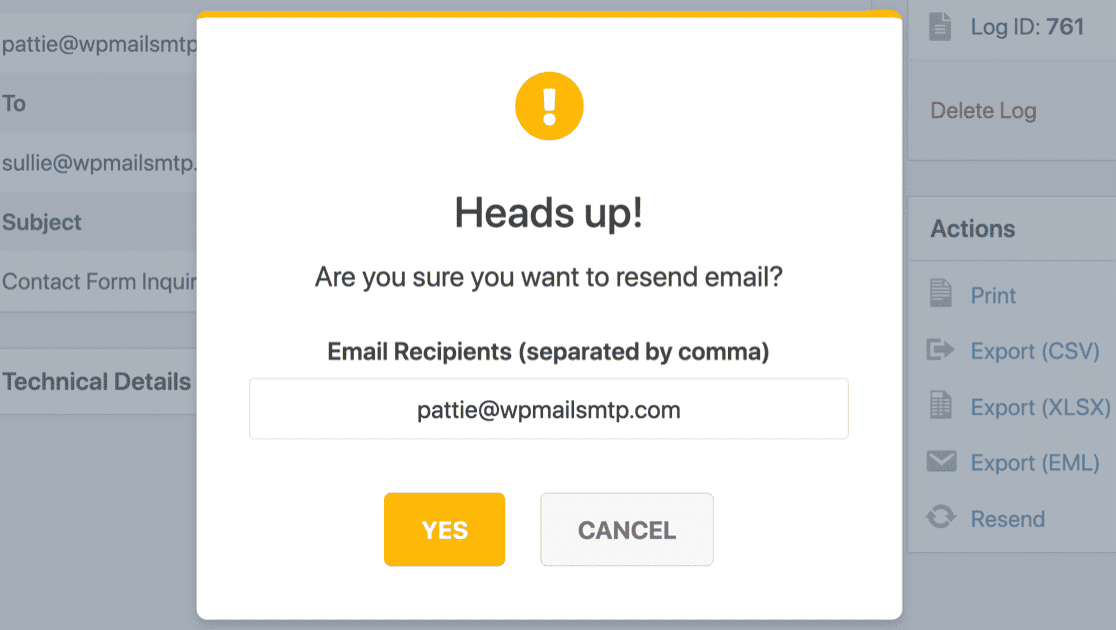 pattie@wpmailsmtp
To
sullie@wpmailsmtp.
Subject
Contact Form Inquir
Technical Details
!
Heads up!
Are you sure you want to resend email?
Email Recipients (separated by comma)
pattie@wpmailsmtp.com
YES
CANCEL
Log ID: 761
Delete Log
Actions
Print
Export (CSV)
Export (XLSX)
Export (EML)
Resend